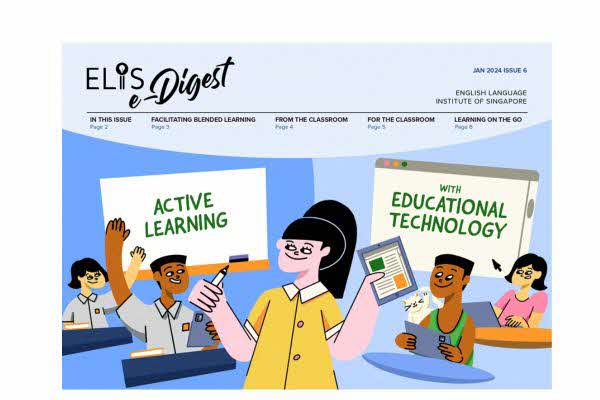 ELIS
e-Digest
JAN 2024 ISSUE 6
ENGLISH LANGUAGE
INSTITUTE OF SINGAPORE
IN THIS ISSUE
Page 2
FACILITATING BLENDED LEARNING
Page 3
FROM THE CLASSROOM
Page 4
FOR THE CLASSROOM
Page 5
LEARNING ON THE GO
Page 6
ACTIVE
LEARNING
WITH
EDUCATIONAL
TECHNOLOGY